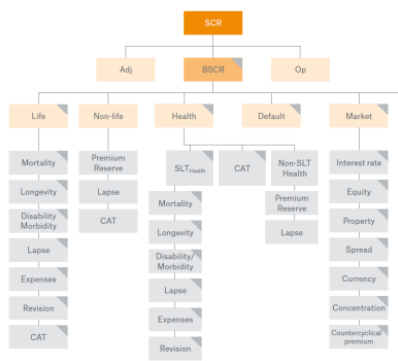 SCR
Adj
BSCR
Op
Life
Non-life
Health
Default
Market
Mortality
Longevity
Disability
Morbidity
Lapse
Expenses
Revision
CAT
Premium
Reserve
Lapse
CAT
SLTHealth
Mortality
Longevity
Disability/
Morbidity
Lapse
Expenses
Revision
CAT
Non-SLT
Health
Premium
Reserve
Lapse
Interest rate
Equity
Property
Spread
Currency
Concentration
Countercyclical
premium